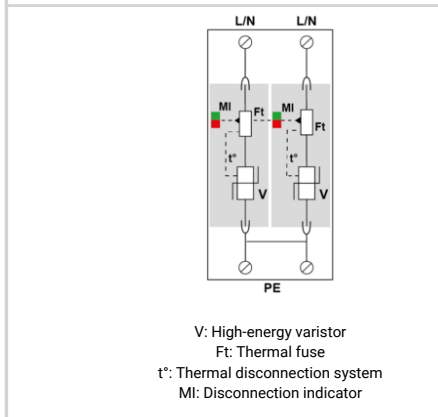 L/N L/N
MI Ft MI Ft
t° t°
V V
PE
V: High-energy varistor
Ft: Thermal fuse
t°: Thermal disconnection system
MI: Disconnection indicator